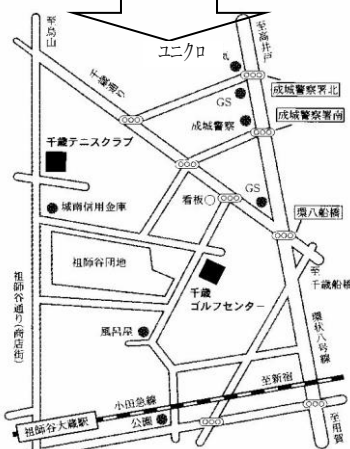 ユニクロ
至烏山
至高井戸
千歳通り
GS
成城警察署北
成城警察署南
成城警察
千歳テニスクラブ
看板
GS
城南信用金庫
環八船橋
祖師谷団地
千歳
ゴルフセンター
至
千歳船橋
祖師谷通り(商店街)
環状八号線
風呂屋
小田急線
至新宿
公園
祖師谷大蔵駅
至用賀